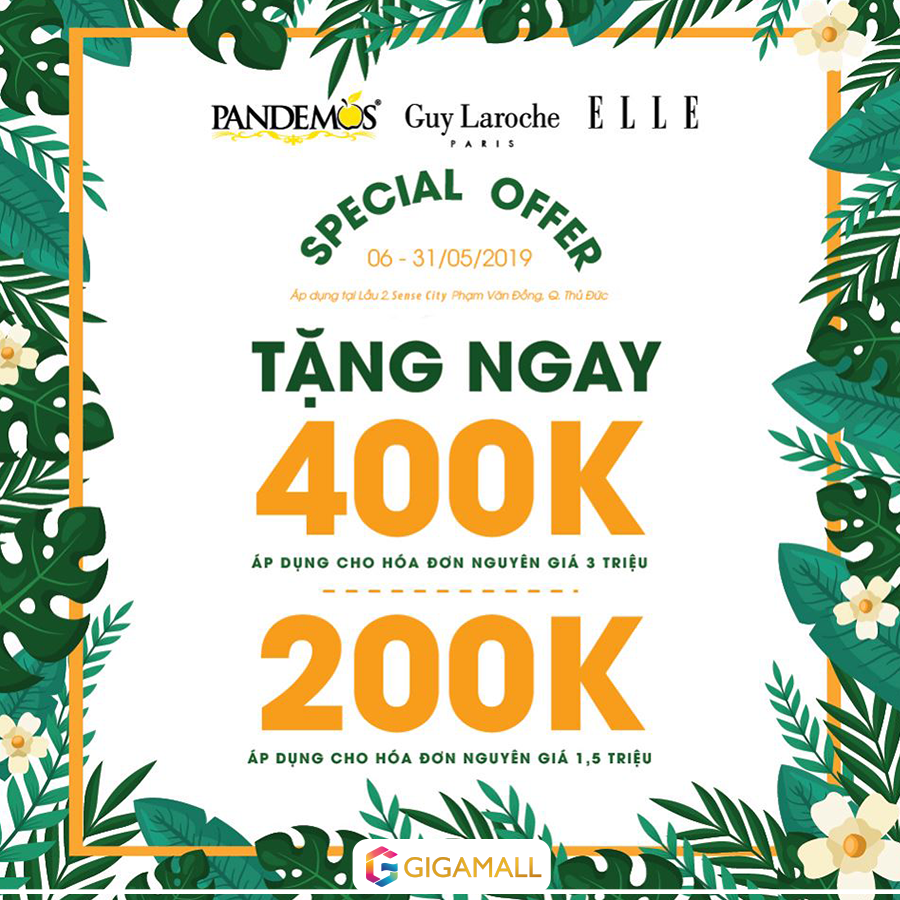 PANDEMOS® Guy Laroche ELLE
PARIS
SPECIAL OFFER
06 - 31/05/2019
Áp dụng tại Lầu 2, Sense City Phạm Văn Đồng, Q. Thủ Đức
TẶNG NGAY
400K
ÁP DỤNG CHO HÓA ĐƠN NGUYÊN GIÁ 3 TRIỆU
200K
ÁP DỤNG CHO HÓA ĐƠN NGUYÊN GIÁ 1,5 TRIỆU
GIGAMALL